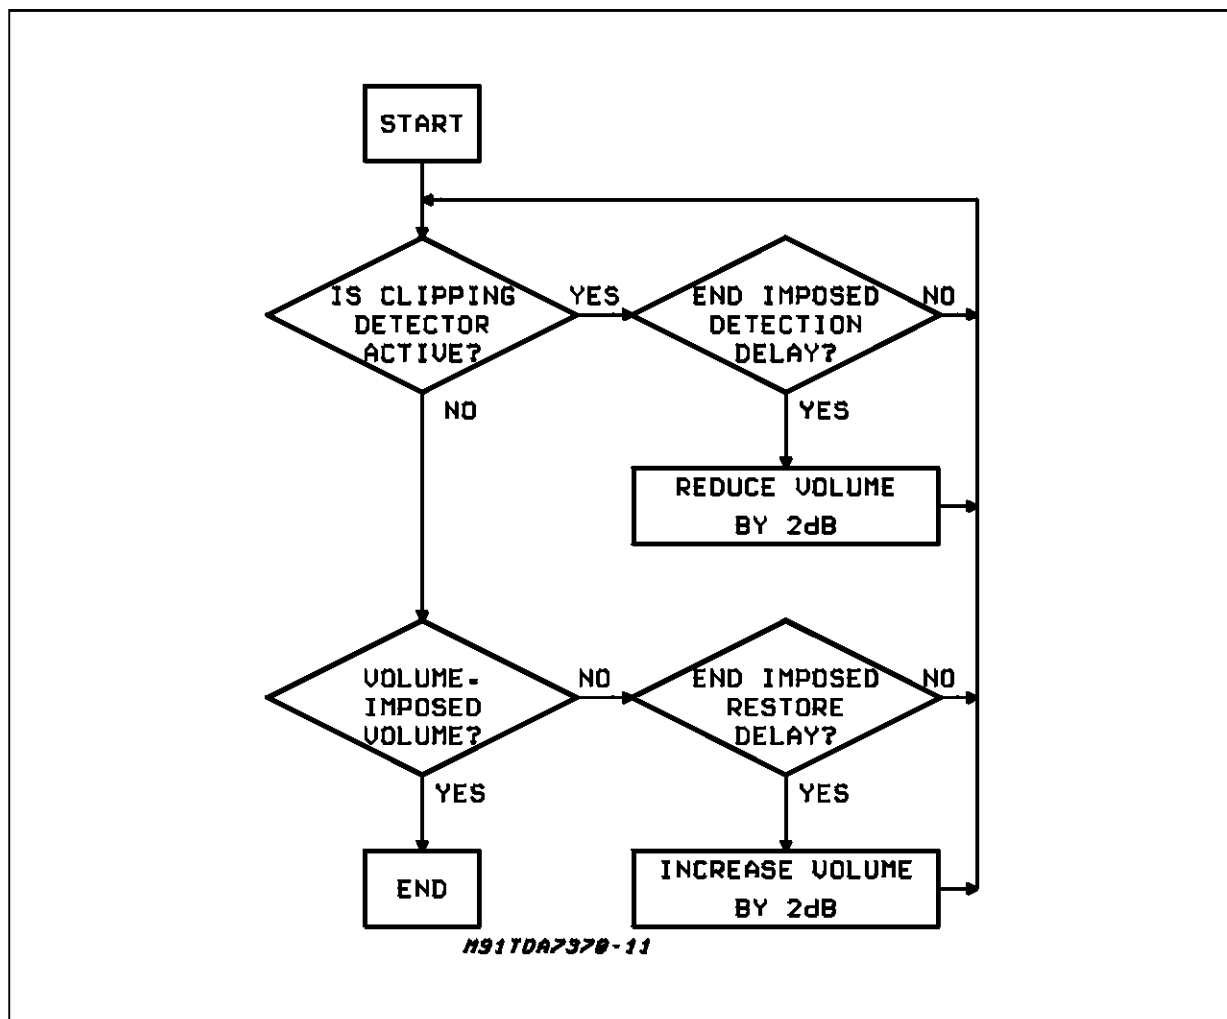 START
IS CLIPPING
DETECTOR
ACTIVE?
YES
END IMPOSED
DETECTION
DELAY?
NO
NO
YES
REDUCE VOLUME
BY 2dB
VOLUME=
IMPOSED
VOLUME?
NO
END IMPOSED
RESTORE
DELAY?
NO
YES
YES
END
INCREASE VOLUME
BY 2dB
M91TDA7370-11